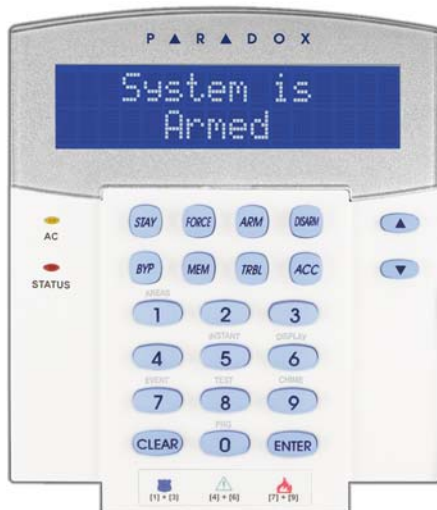 PARADOX
System is
Armed
STAY FORCE ARM DISARM
AC
BYP MEM TRBL ACC
STATUS
AREAS
1 2 3
INSTANT DISPLAY
4 5 6
EVENT TEST CHIME
7 8 9
PRG
CLEAR 0 ENTER
[1] + [3] [4] + [6] [7] + [9]